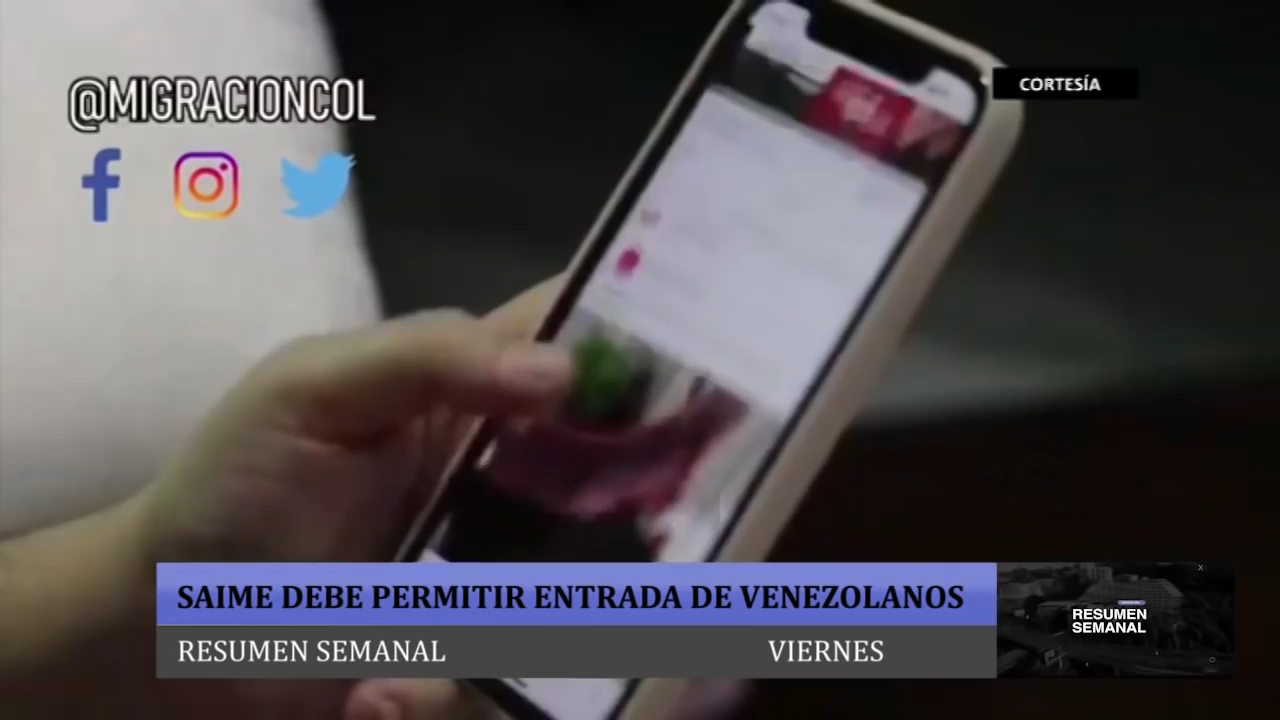 @MIGRACIONCOL
CORTESÍA
SAIME DEBE PERMITIR ENTRADA DE VENEZOLANOS
RESUMEN SEMANAL
VIERNES
RESUMEN
SEMANAL